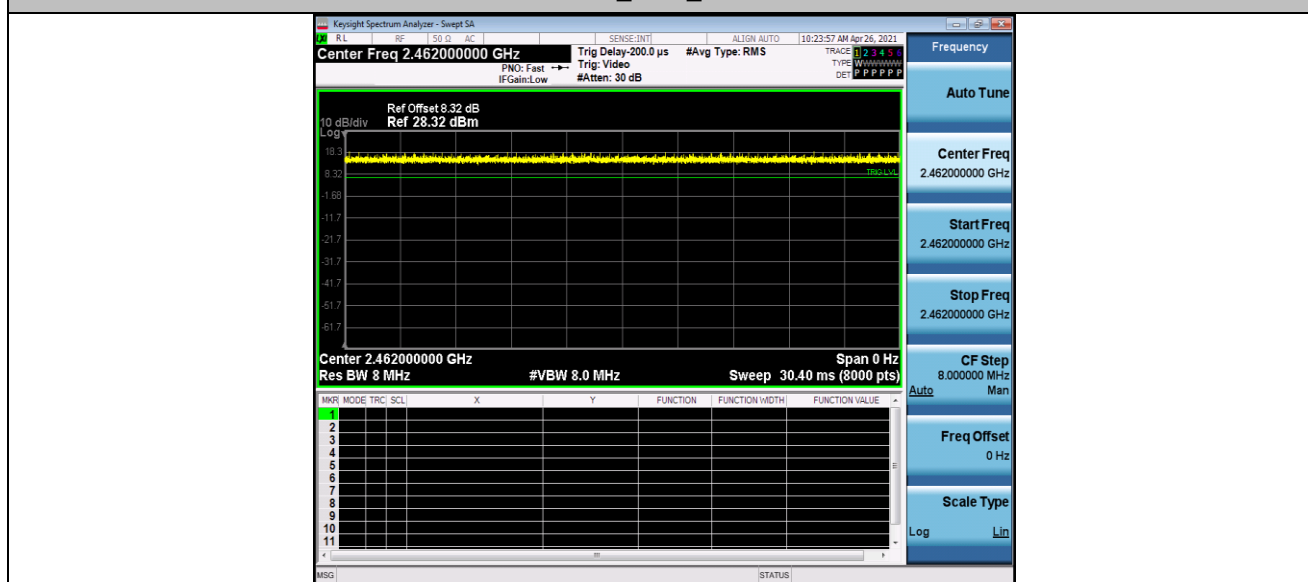 Keysight Spectrum Analyzer - Swept SA
RL RF 50 Ω AC SENSE:INT ALIGN AUTO 10:23:57 AM Apr 26, 2021
Center Freq 2.462000000 GHz
PNO: Fast
IFGain:Low
Trig Delay-200.0 µs
Trig: Video
#Atten: 30 dB
#Avg Type: RMS
TRACE 1 2 3 4 5 6
TYPE WWWWWW
DET P P P P P P
Ref Offset 8.32 dB
10 dB/div Ref 28.32 dBm
Log
18.3
8.32
TRIG LVL
-1.68
-11.7
-21.7
-31.7
-41.7
-51.7
-61.7
Center 2.462000000 GHz Span 0 Hz
Res BW 8 MHz #VBW 8.0 MHz Sweep 30.40 ms (8000 pts)
MKR MODE TRC SCL X Y FUNCTION FUNCTION WIDTH FUNCTION VALUE
1
2
3
4
5
6
7
8
9
10
11
MSG STATUS
Frequency
Auto Tune
Center Freq
2.462000000 GHz
Start Freq
2.462000000 GHz
Stop Freq
2.462000000 GHz
CF Step
8.000000 MHz
Auto Man
Freq Offset
0 Hz
Scale Type
Log Lin